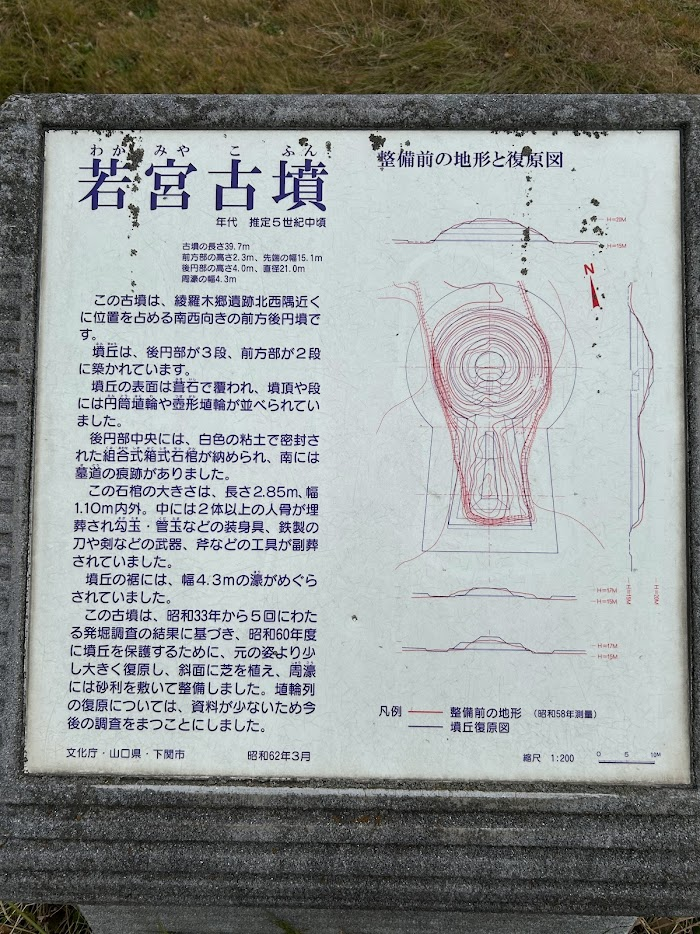 わか みや こ ふん
若宮古墳
年代 推定5世紀中頃
古墳の長さ39.7m
前方部の高さ2.3m、先端の幅15.1m
後円部の高さ4.0m、直径21.0m
周濠の幅4.3m
この古墳は、綾羅木郷遺跡北西隅近く
に位置を占める南西向きの前方後円墳で
す。
墳丘は、後円部が3段、前方部が2段
に築かれています。
墳丘の表面は葺石で覆われ、墳頂や段
には円筒埴輪や壺形埴輪が並べられてい
ました。
後円部中央には、白色の粘土で密封さ
れた組合式箱式石棺が納められ、南には
墓道の痕跡がありました。
この石棺の大きさは、長さ2.85m、幅
1.10m内外。中には2体以上の人骨が埋
葬され勾玉・管玉などの装身具、鉄製の
刀や剣などの武器、斧などの工具が副葬
されていました。
墳丘の裾には、幅4.3mの濠がめぐら
されていました。
この古墳は、昭和33年から5回にわた
る発掘調査の結果に基づき、昭和60年度
に墳丘を保護するために、元の姿より少
し大きく復原し、斜面に芝を植え、周濠
には砂利を敷いて整備しました。埴輪列
の復原については、資料が少ないため今
後の調査をまつことにしました。
文化庁・山口県・下関市 昭和62年3月
整備前の地形と復原図
H=20M
H=15M
N
H=17M
H=15M
H=15M
H=20M
H=17M
H=15M
凡例 整備前の地形 (昭和58年測量)
墳丘復原図
縮尺 1:200 0 5 10M